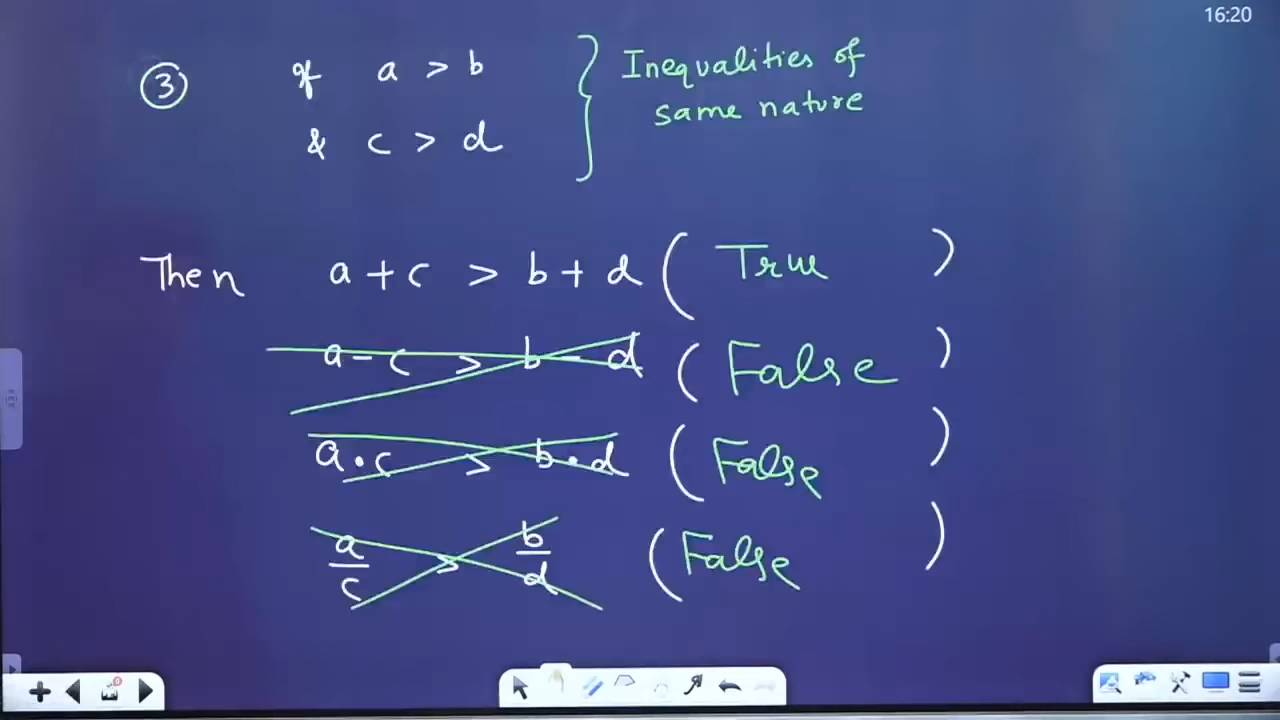 16:20
③ If a > b
& c > d
Inequalities of
same nature
Then a + c > b + d ( True )
a - c > b - d ( False )
a . c > b . d ( False )
a/c > b/d ( False )